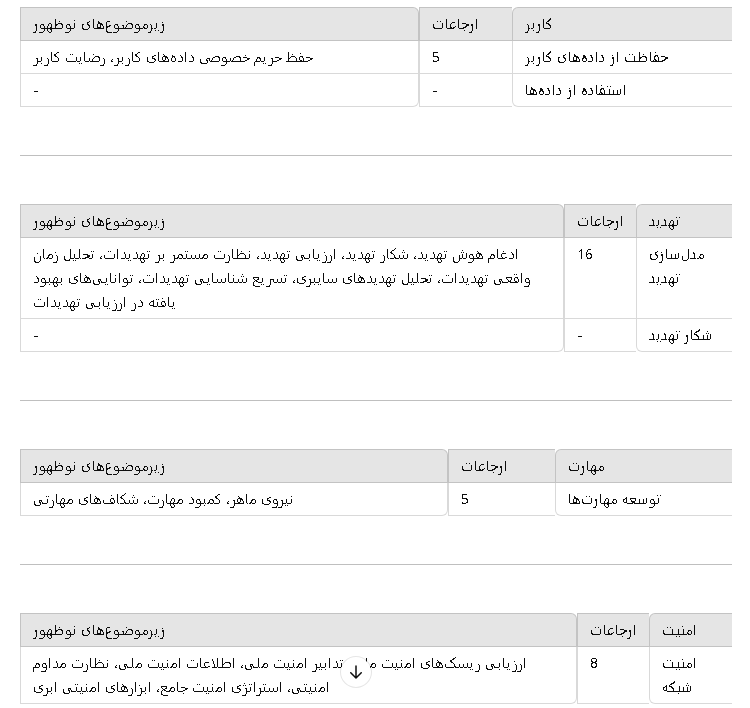 کاربر ارجاعات زیرموضوع‌های نوظهور
حفاظت از داده‌های کاربر 5 حفظ حریم خصوصی داده‌های کاربر، رضایت کاربر
استفاده از داده‌ها - -
تهدید ارجاعات زیرموضوع‌های نوظهور
مدل‌سازی 16 ادغام هوش تهدید، شکار تهدید، ارزیابی تهدید، نظارت مستمر بر تهدیدات، تحلیل زمان
تهدید واقعی تهدیدات، تحلیل تهدیدهای سایبری، تسریع شناسایی تهدیدات، توانایی‌های بهبود
یافته در ارزیابی تهدیدات
شکار تهدید - -
مهارت ارجاعات زیرموضوع‌های نوظهور
توسعه مهارت‌ها 5 نیروی ماهر، کمبود مهارت، شکاف‌های مهارتی
امنیت ارجاعات زیرموضوع‌های نوظهور
امنیت 8 ارزیابی ریسک‌های امنیت تدابیر امنیت ملی، اطلاعات امنیت ملی، نظارت مداوم
شبکه امنیتی، استراتژی امنیت جامع، ابزارهای امنیتی ابری